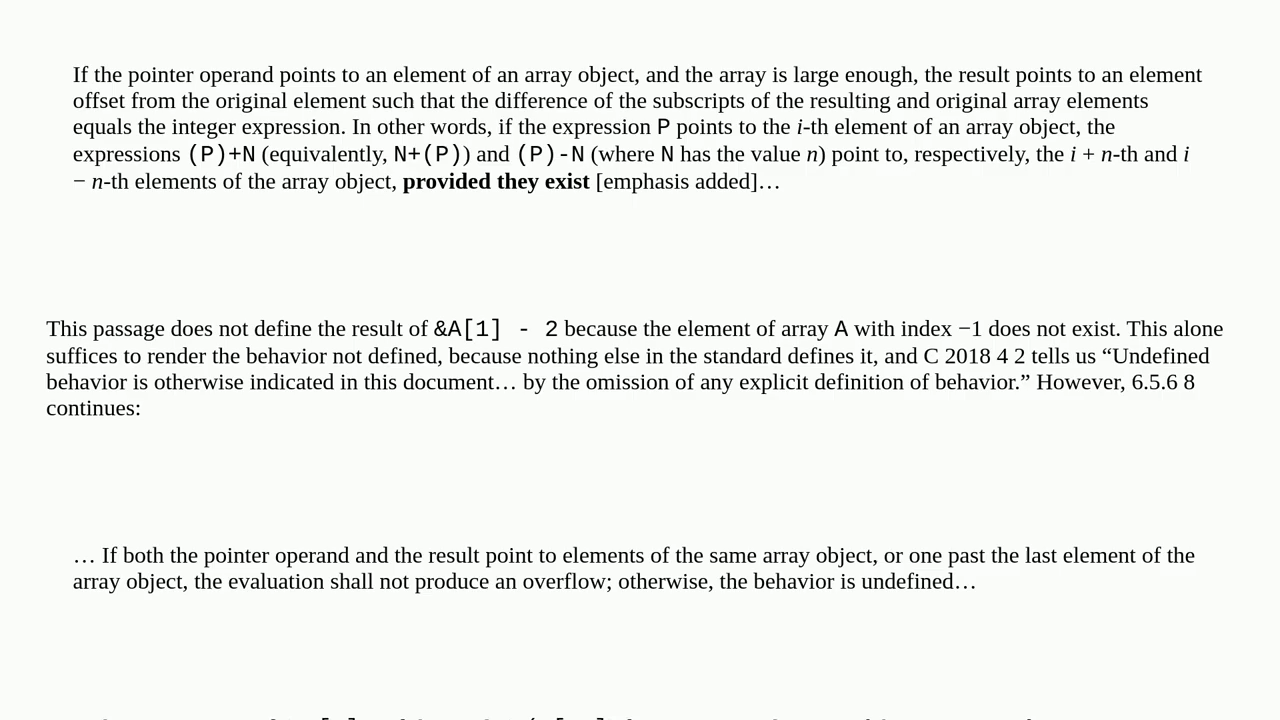 If the pointer operand points to an element of an array object, and the array is large enough, the result points to an element
offset from the original element such that the difference of the subscripts of the resulting and original array elements
equals the integer expression. In other words, if the expression P points to the i-th element of an array object, the
expressions (P)+N (equivalently, N+(P)) and (P)-N (where N has the value n) point to, respectively, the i + n-th and i
− n-th elements of the array object, provided they exist [emphasis added]…
This passage does not define the result of &A[1] - 2 because the element of array A with index −1 does not exist. This alone
suffices to render the behavior not defined, because nothing else in the standard defines it, and C 2018 4 2 tells us “Undefined
behavior is otherwise indicated in this document… by the omission of any explicit definition of behavior.” However, 6.5.6 8
continues:
… If both the pointer operand and the result point to elements of the same array object, or one past the last element of the
array object, the evaluation shall not produce an overflow; otherwise, the behavior is undefined…